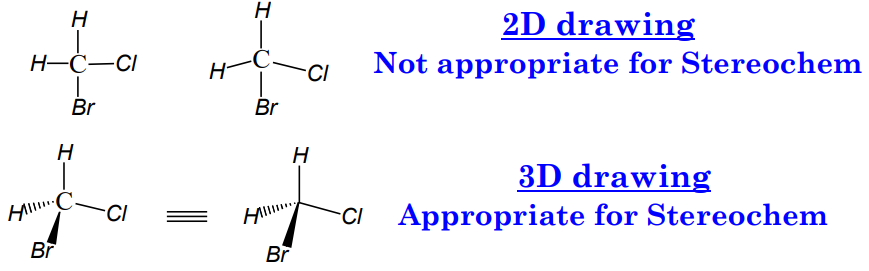 H H 2D drawing
H C Cl H C Cl Not appropriate for Stereochem
Br Br
H H 3D drawing
H C Cl H Cl Appropriate for Stereochem
Br Br